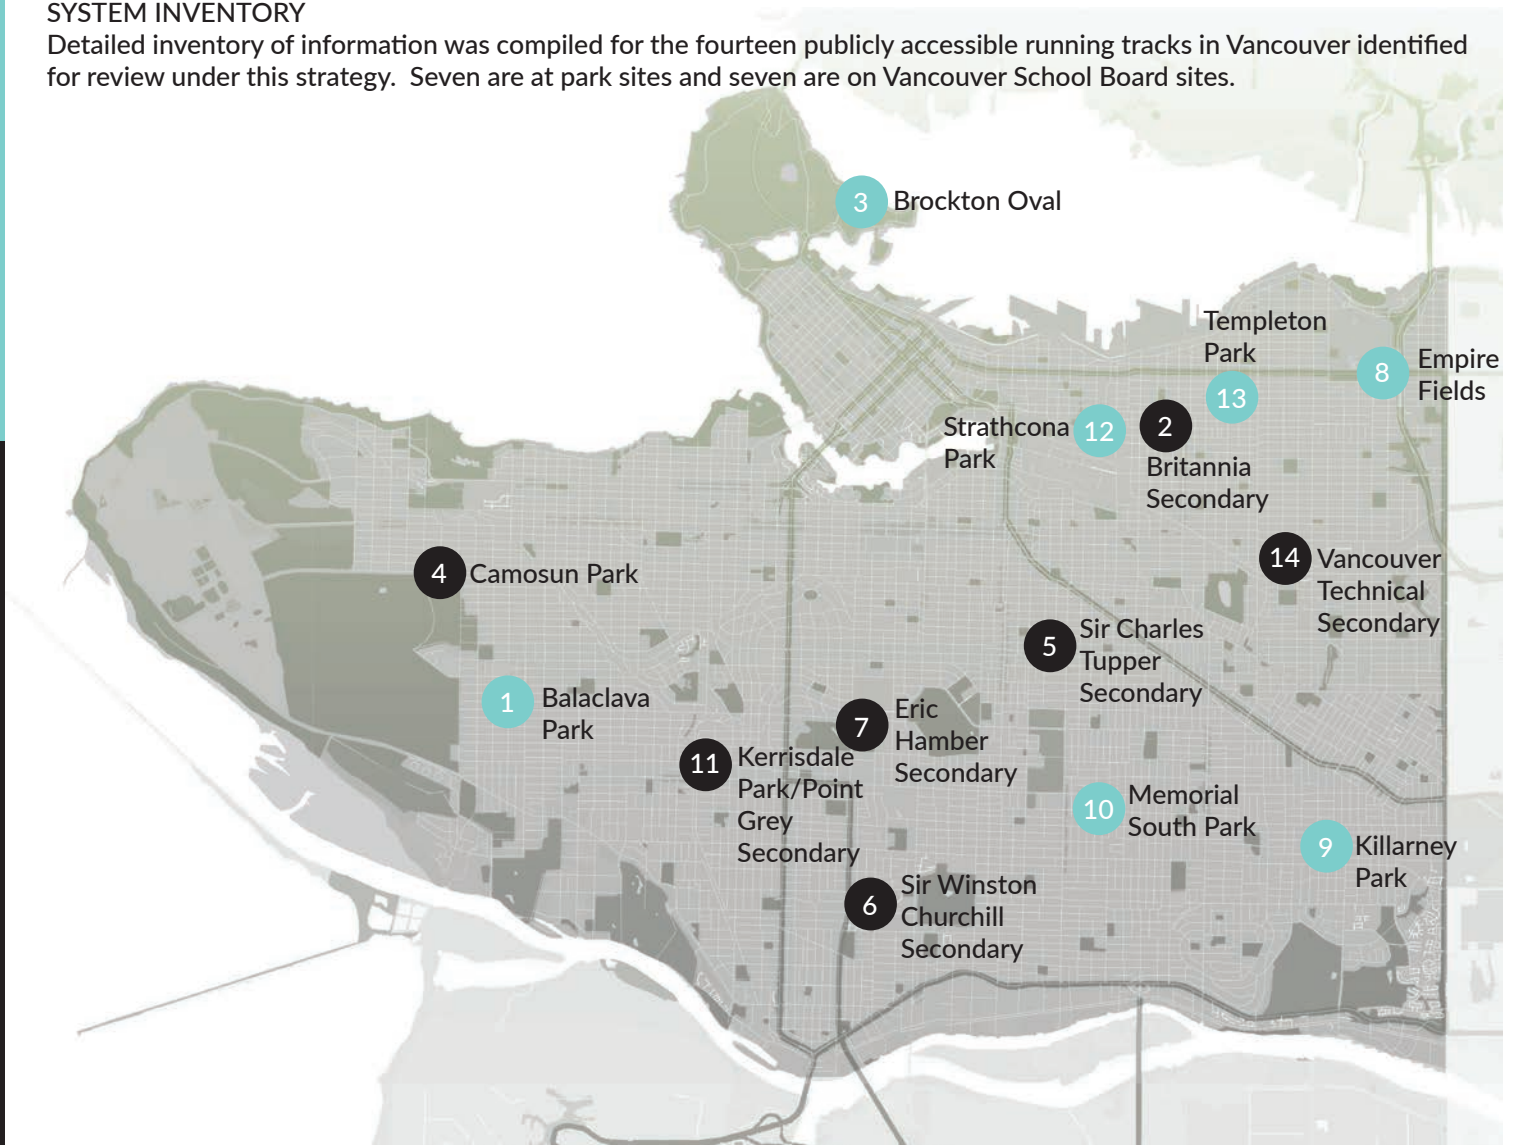 SYSTEM INVENTORY
Detailed inventory of information was compiled for the fourteen publicly accessible running tracks in Vancouver identified
for review under this strategy.  Seven are at park sites and seven are on Vancouver School Board sites.
3 Brockton Oval
Templeton
Park
13
8 Empire
Fields
Strathcona
Park
12
2
Britannia
Secondary
14 Vancouver
Technical
Secondary
4 Camosun Park
5 Sir Charles
Tupper
Secondary
1 Balaclava
Park
7 Eric
Hamber
Secondary
11 Kerrisdale
Park/Point
Grey
Secondary
10 Memorial
South Park
9 Killarney
Park
6 Sir Winston
Churchill
Secondary